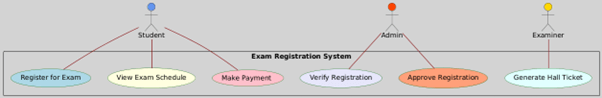 Student Admin Examiner
Exam Registration System
Register for Exam View Exam Schedule Make Payment Verify Registration Approve Registration Generate Hall Ticket